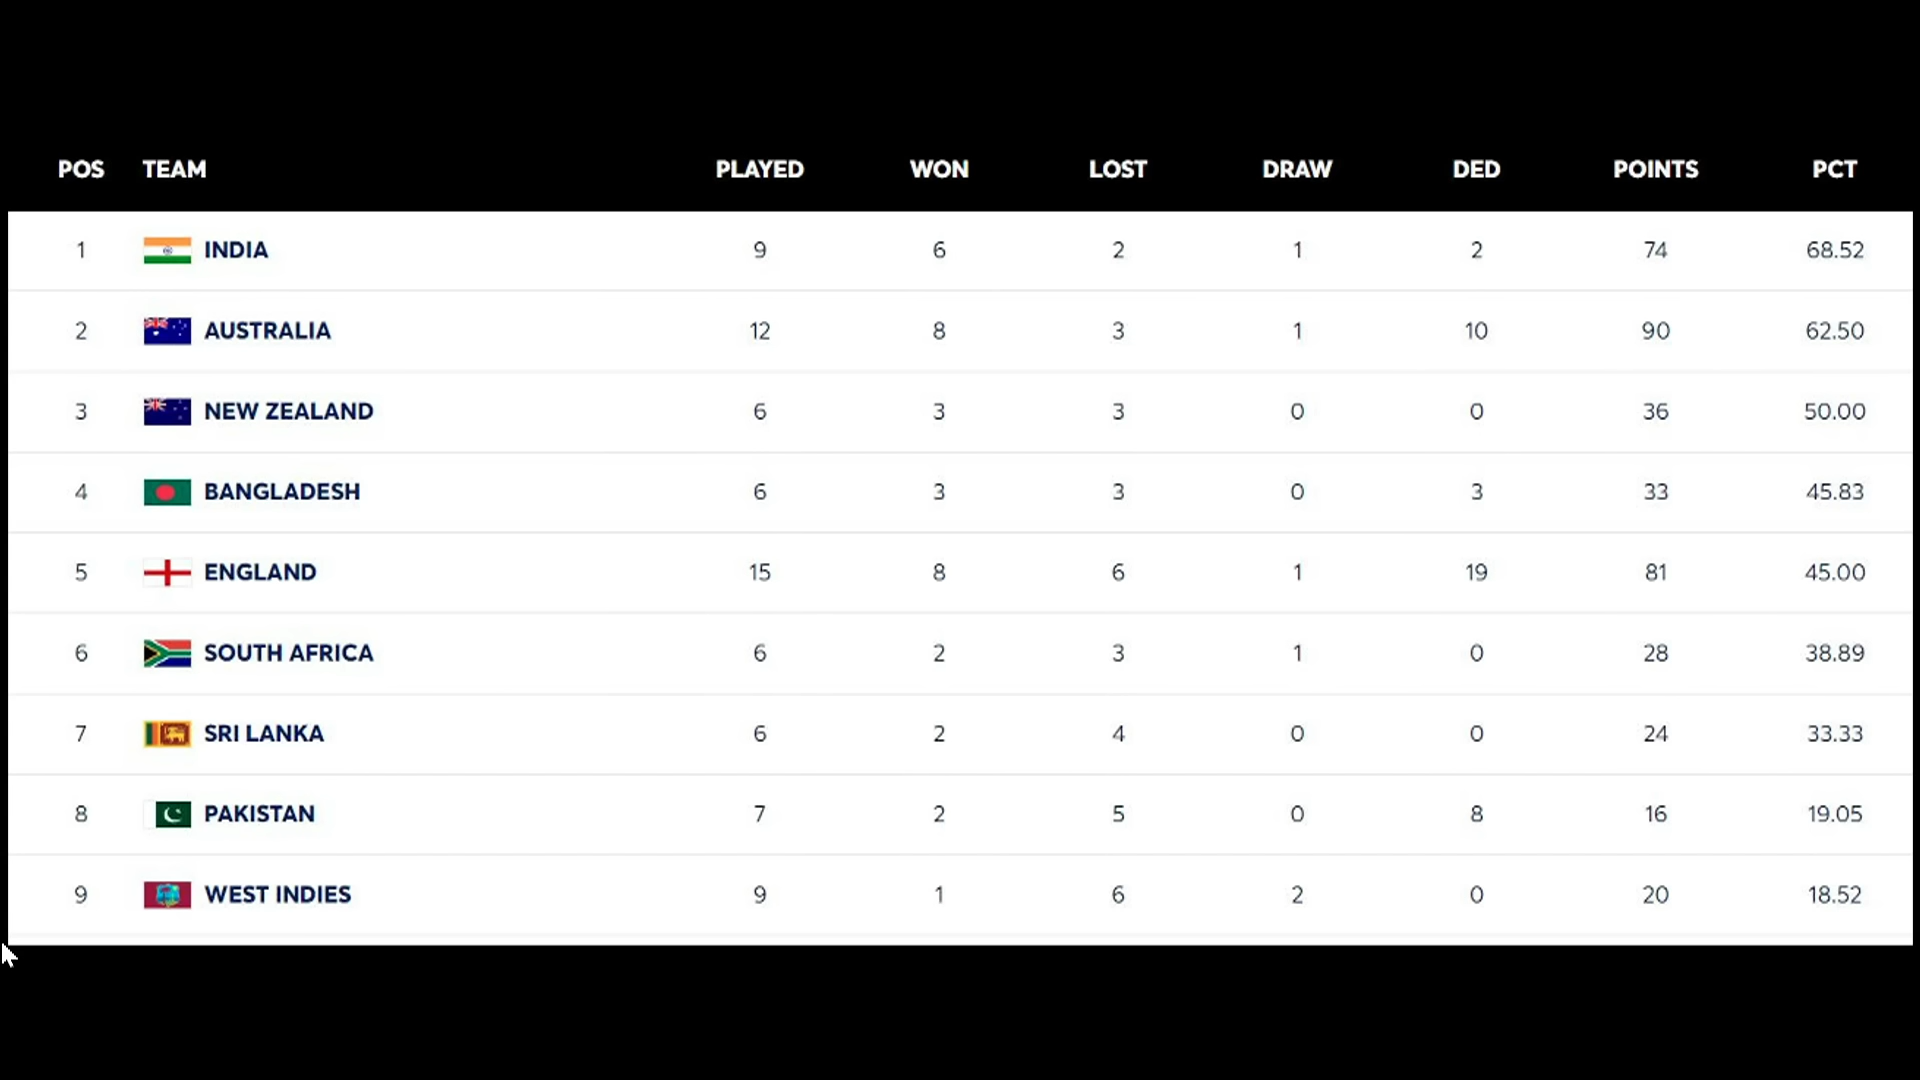 POS TEAM PLAYED WON LOST DRAW DED POINTS PCT
1 INDIA 9 6 2 1 2 74 68.52
2 AUSTRALIA 12 8 3 1 10 90 62.50
3 NEW ZEALAND 6 3 3 0 0 36 50.00
4 BANGLADESH 6 3 3 0 3 33 45.83
5 ENGLAND 15 8 6 1 19 81 45.00
6 SOUTH AFRICA 6 2 3 1 0 28 38.89
7 SRI LANKA 6 2 4 0 0 24 33.33
8 PAKISTAN 7 2 5 0 8 16 19.05
9 WEST INDIES 9 1 6 2 0 20 18.52